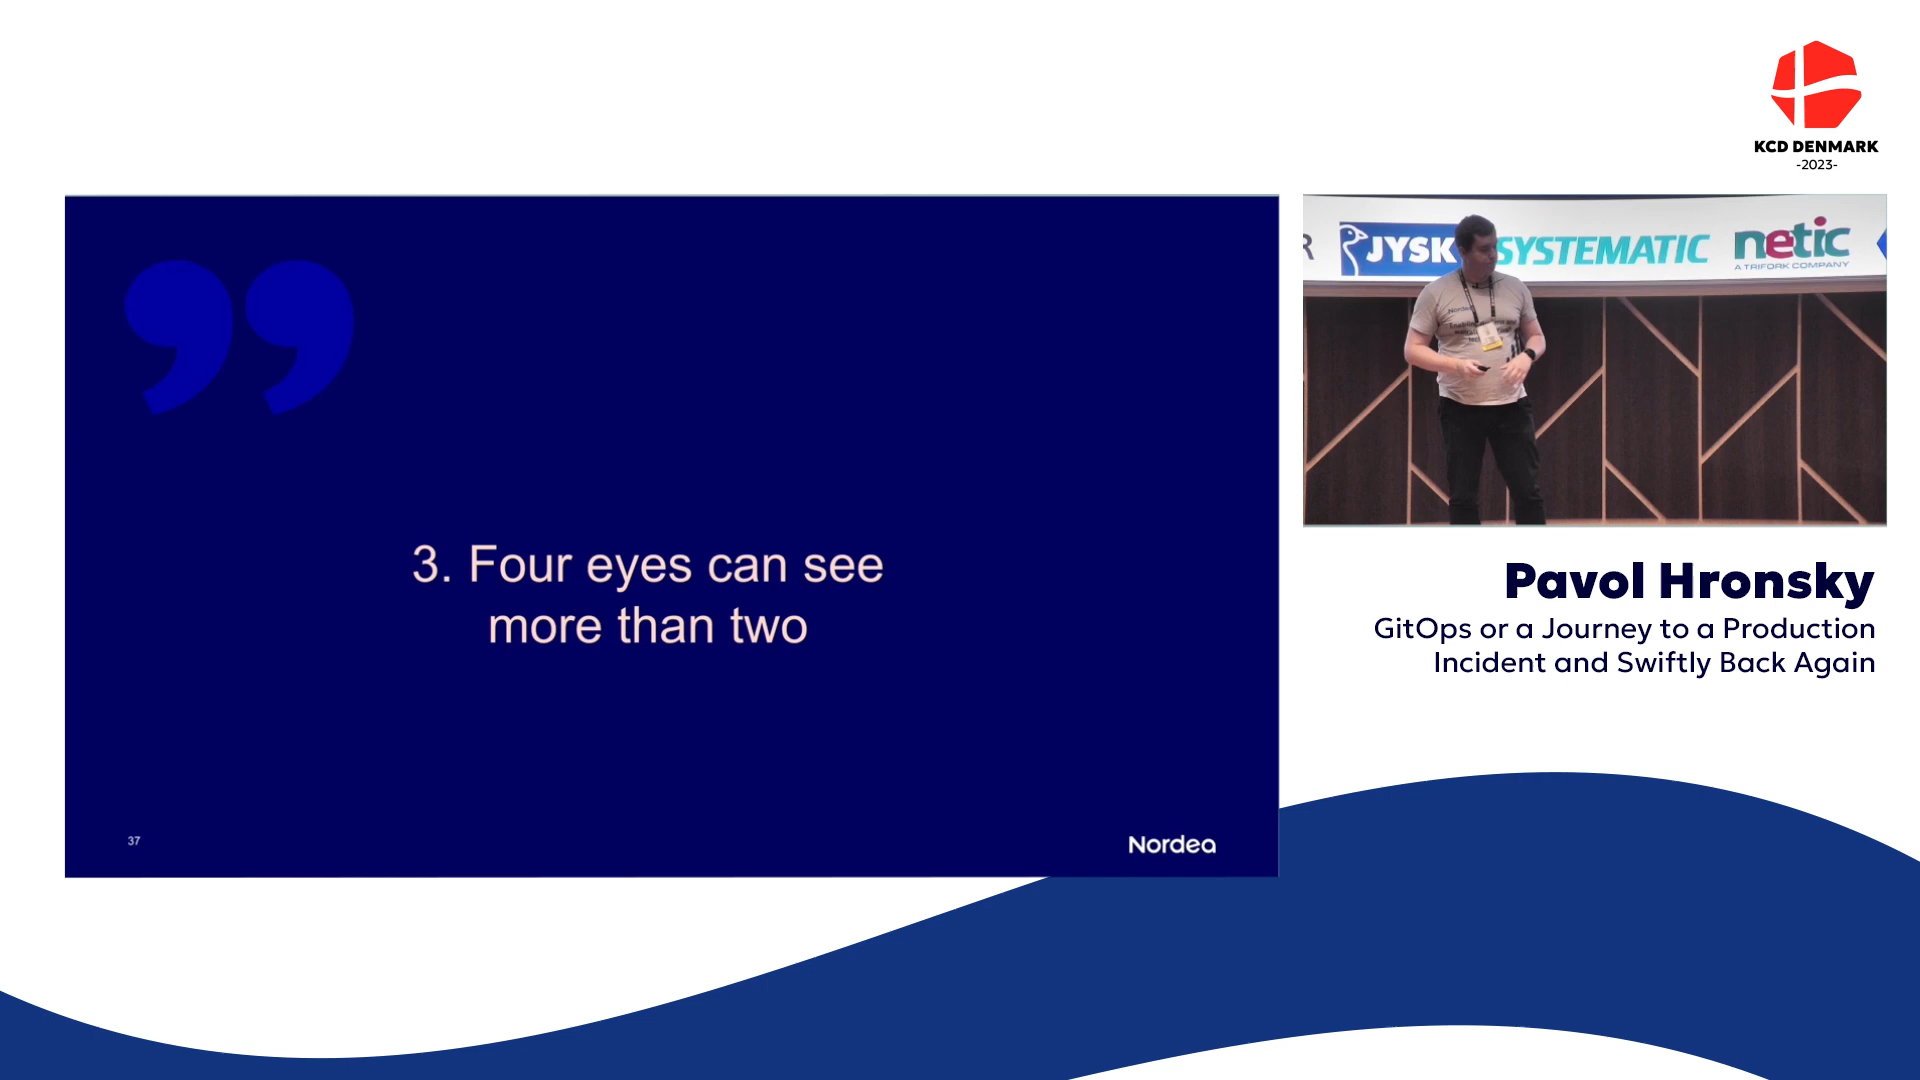 KCD DENMARK
-2023-
3. Four eyes can see
more than two
37
Nordea
R
JYSK
SYSTEMATIC
netic
A TRIFORK COMPANY
Nordea
Pavol Hronsky
GitOps or a Journey to a Production
Incident and Swiftly Back Again